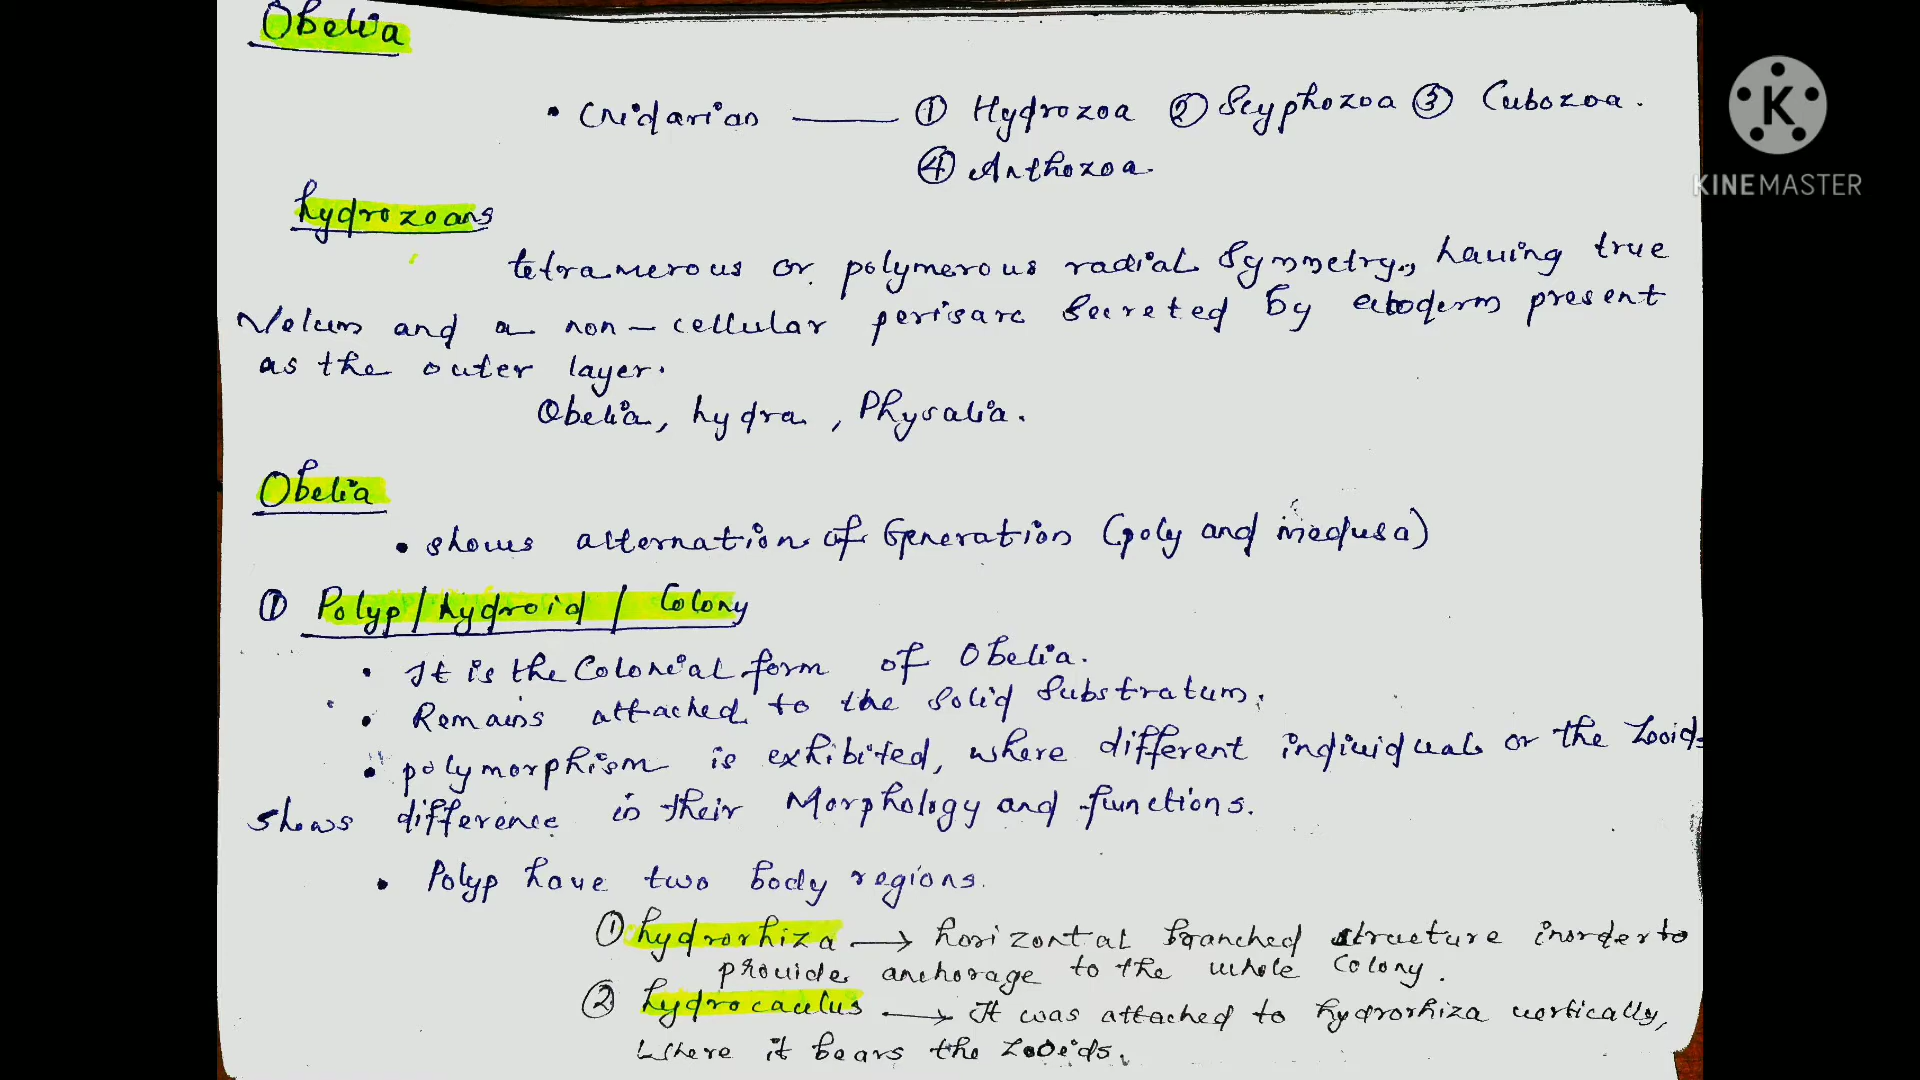 Obelia
• Cnidarian —— ① Hydrozoa ② Scyphozoa ③ Cubozoa.
④ Anthozoa.
KINEMASTER
hydrozoans
tetramerous or polymerous radial Symmetry, having true
Velum and a non-cellular perisarc Secreted by ectoderm present
as the outer layer.
Obelia, hydra, Physalia.
Obelia
• shows alternation of Generation (poly and medusa)
① Polyp/hydroid / Colony
• It is the Colonial form of Obelia.
• Remains attached to the Solid Substratum.
• polymorphism is exhibited, where different individuals or the Zooids
shows difference in their Morphology and functions.
• Polyp have two body regions.
① hydrorhiza → horizontal branched structure inorder to
provide anchorage to the whole Colony.
② hydrocaulus → It was attached to hydrorhiza vertically,
Where it bears the Zooids.